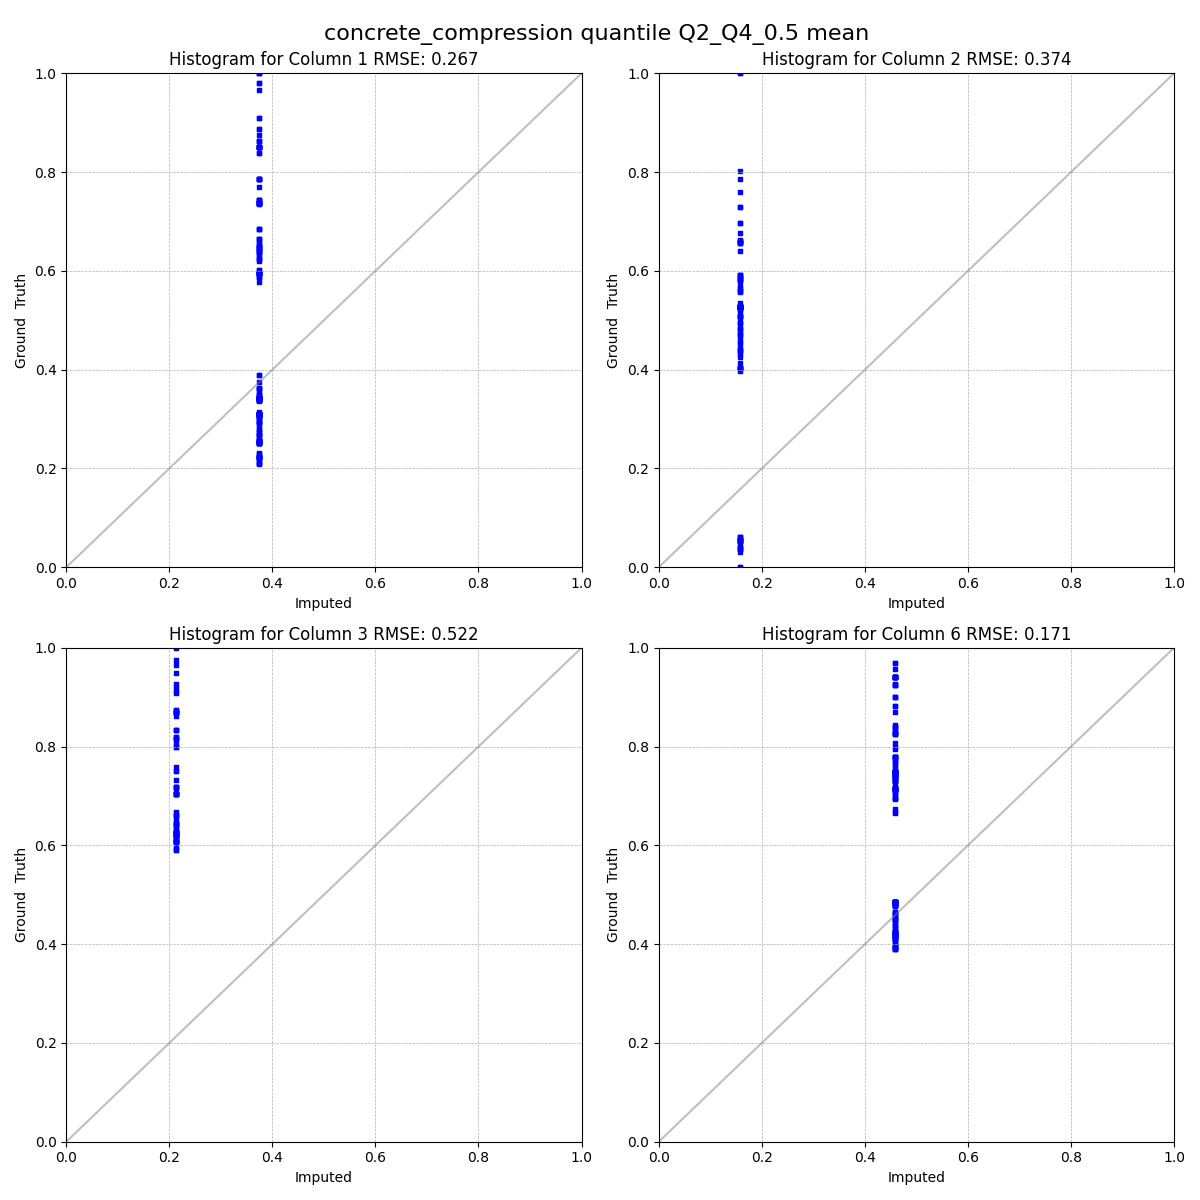 concrete_compression quantile Q2_Q4_0.5 mean
Histogram for Column 1 RMSE: 0.267
Histogram for Column 2 RMSE: 0.374
1.0
0.8
0.6
0.4
0.2
0.0
Ground  Truth
0.0 0.2 0.4 0.6 0.8 1.0
Imputed
1.0
0.8
0.6
0.4
0.2
0.0
Ground  Truth
0.0 0.2 0.4 0.6 0.8 1.0
Imputed
Histogram for Column 3 RMSE: 0.522
Histogram for Column 6 RMSE: 0.171
1.0
0.8
0.6
0.4
0.2
0.0
Ground  Truth
0.0 0.2 0.4 0.6 0.8 1.0
Imputed
1.0
0.8
0.6
0.4
0.2
0.0
Ground  Truth
0.0 0.2 0.4 0.6 0.8 1.0
Imputed